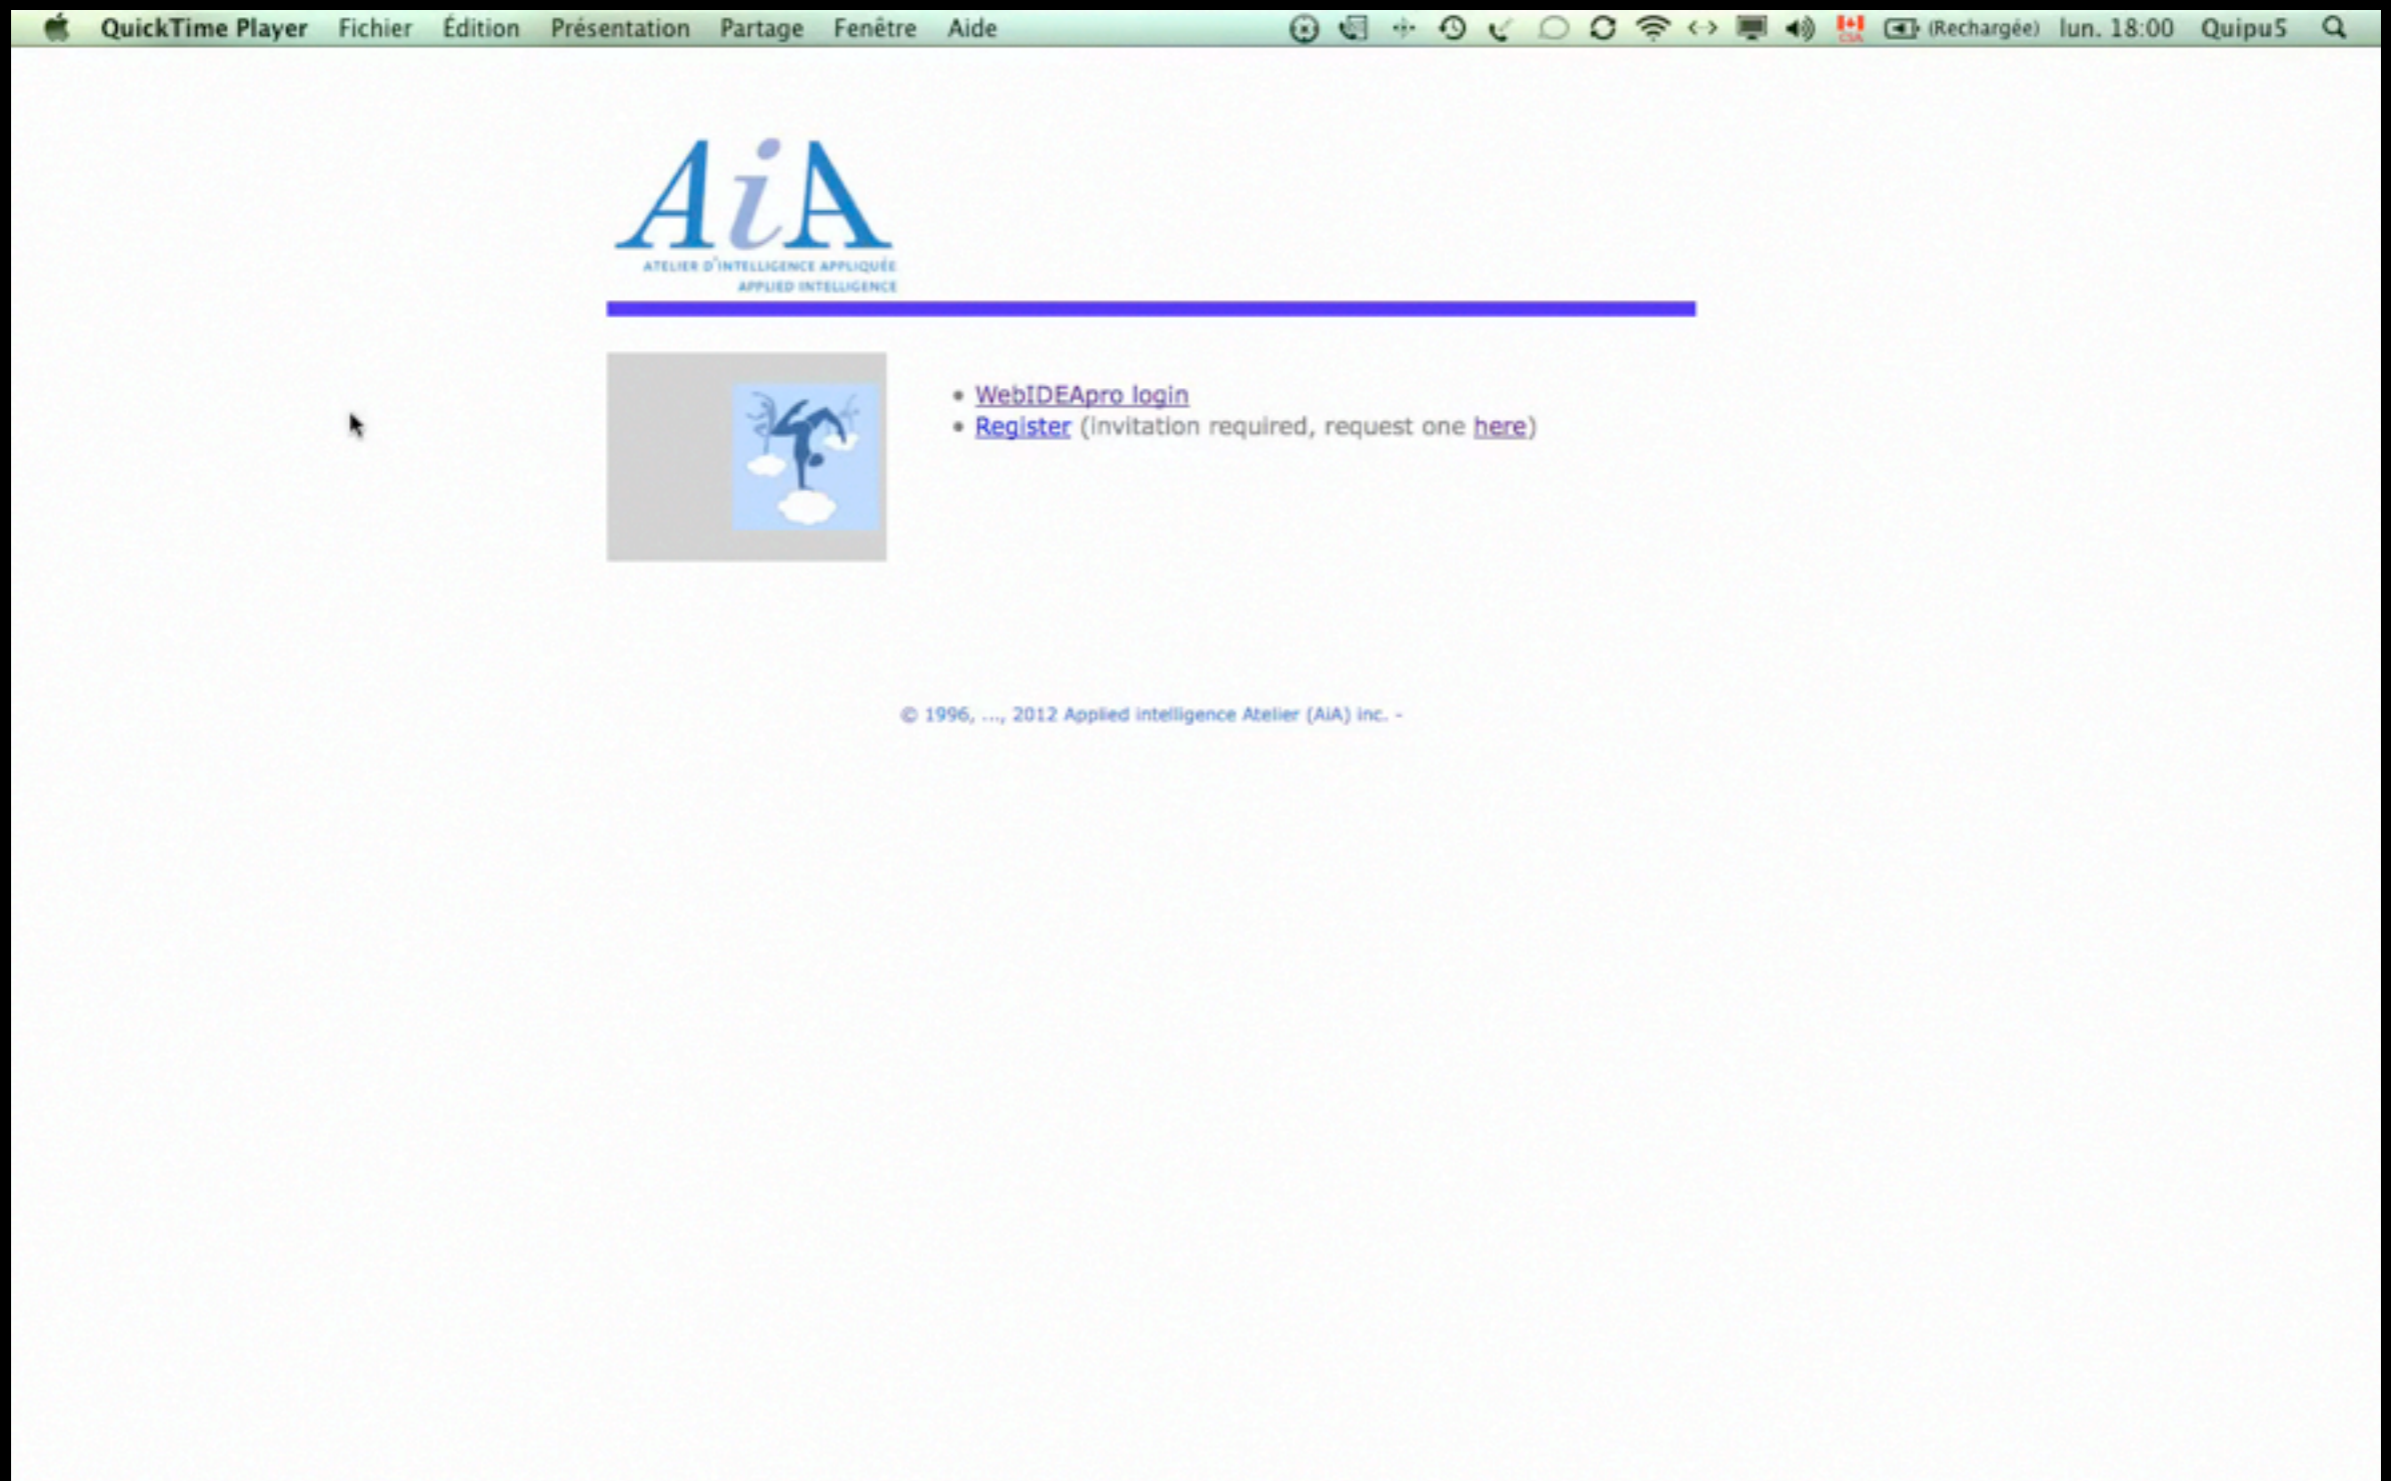 QuickTime Player Fichier Édition Présentation Partage Fenêtre Aide (Rechargée) lun. 18:00 Quipu5
AiA
ATELIER D'INTELLIGENCE APPLIQUÉE
APPLIED INTELLIGENCE
• WebIDEApro login
• Register (invitation required, request one here)
© 1996, ..., 2012 Applied intelligence Atelier (AiA) inc. -